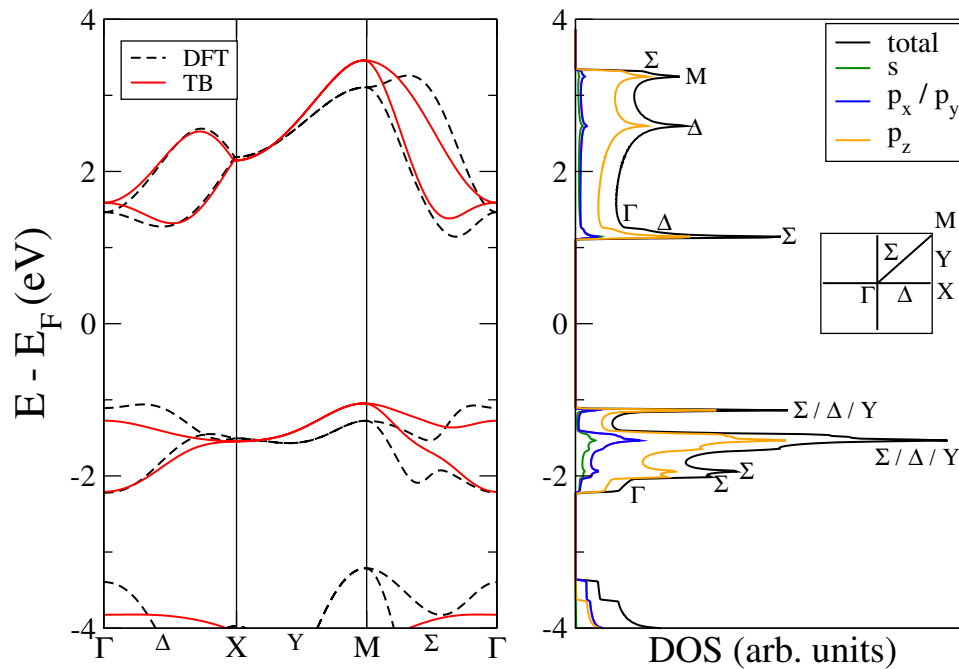 E - E_F (eV)
4
2
0
-2
-4
DFT
TB
Γ Δ X Y M Σ Γ
4
2
0
-2
-4
total
s
p_x / p_y
p_z
Σ
M
Δ
Γ
Δ
Σ
M
Σ
Y
Γ
Δ
X
Σ / Δ / Y
Σ / Δ / Y
Σ
Σ
Γ
DOS (arb. units)